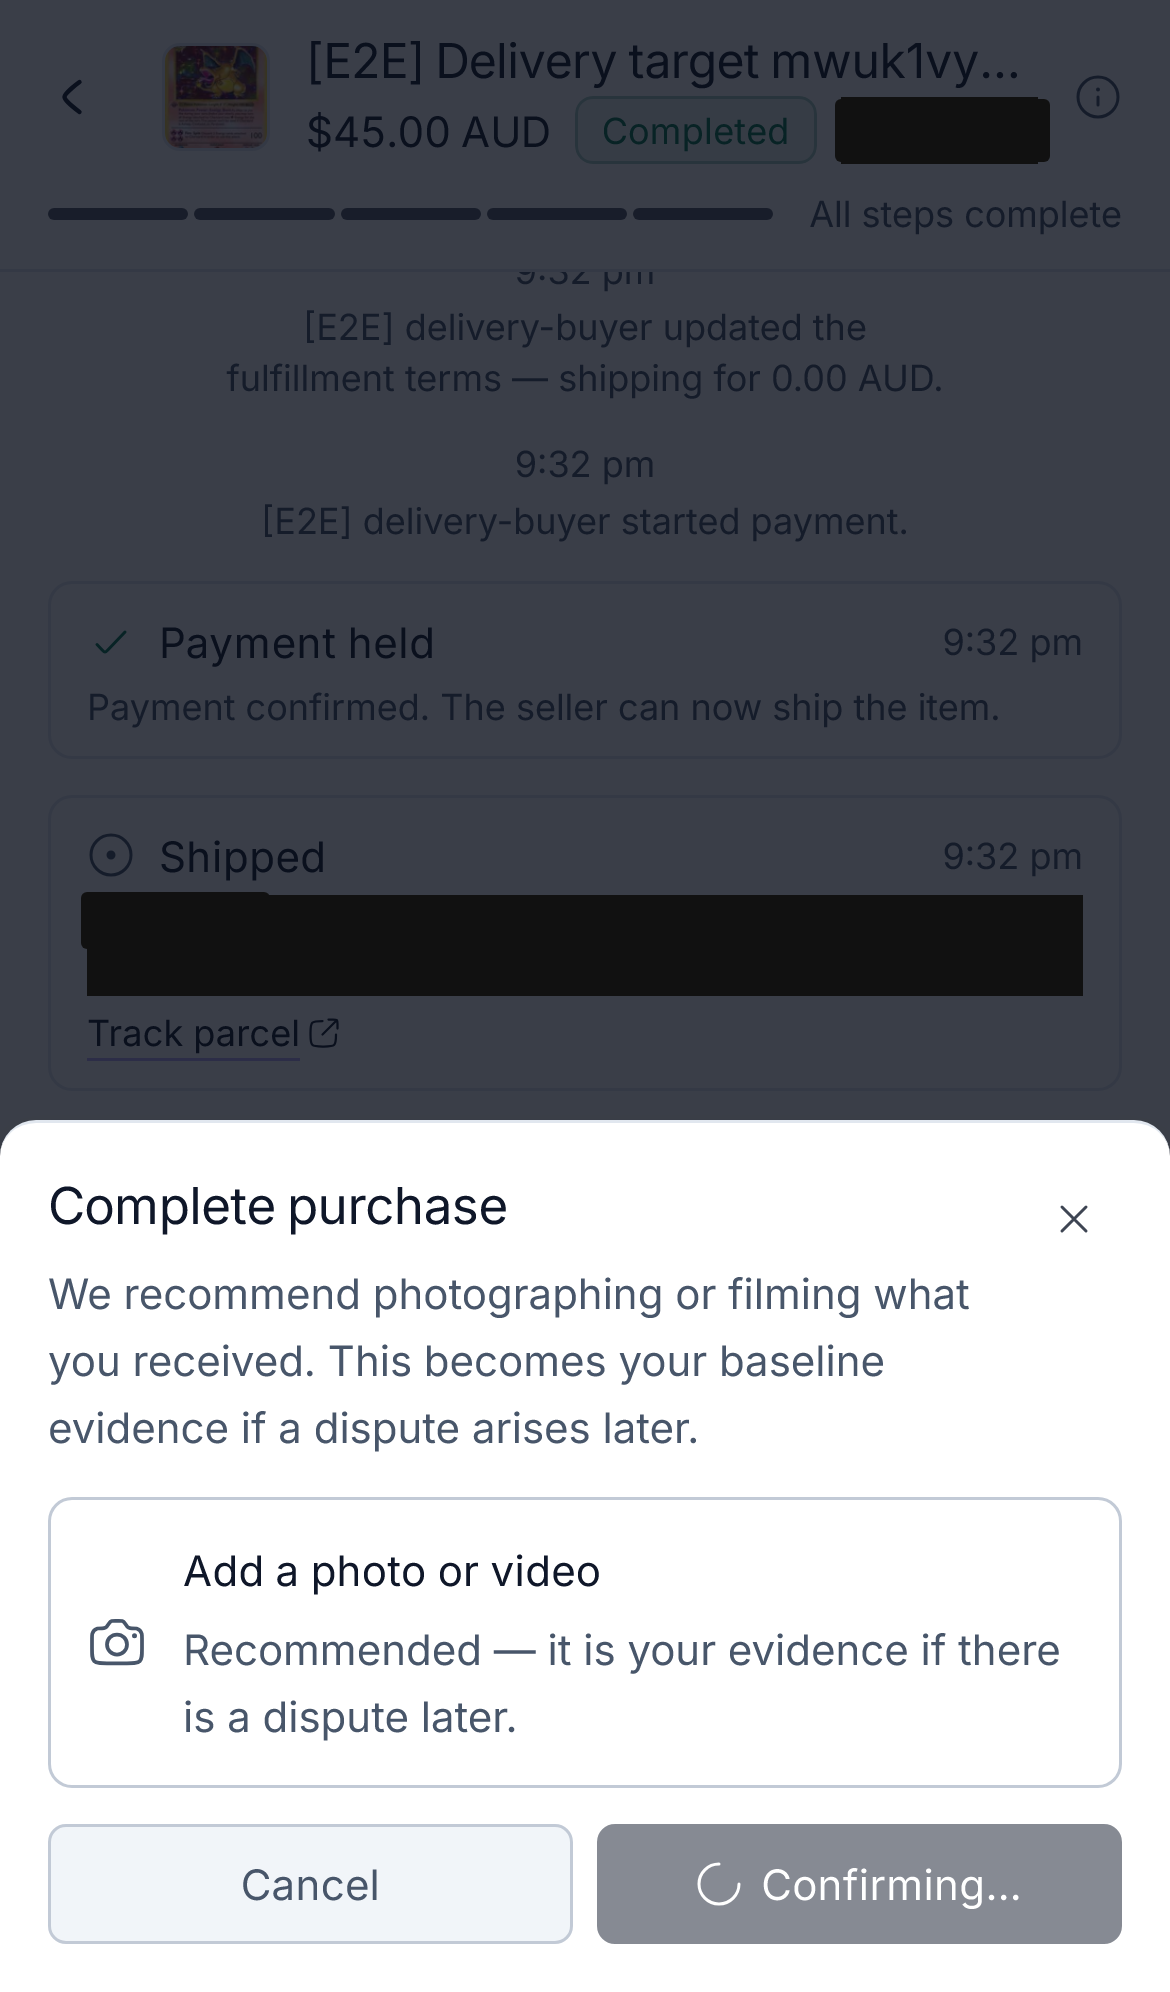 [E2E] Delivery target mwuk1vy...
$45.00 AUD
Completed
All steps complete
9:32 pm
[E2E] delivery-buyer updated the
fulfillment terms — shipping for 0.00 AUD.
9:32 pm
[E2E] delivery-buyer started payment.
Payment held
9:32 pm
Payment confirmed. The seller can now ship the item.
Shipped
9:32 pm
Track parcel
Complete purchase
We recommend photographing or filming what
you received. This becomes your baseline
evidence if a dispute arises later.
Add a photo or video
Recommended — it is your evidence if there
is a dispute later.
Cancel
Confirming...